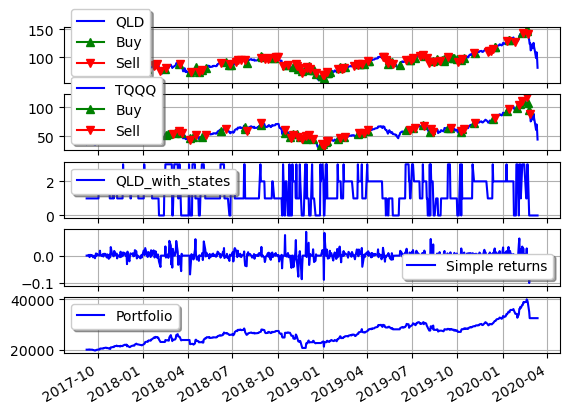 QLD
Buy
Sell
150
100
TQQQ
Buy
Sell
100
50
QLD_with_states
2
0
Simple returns
0.0
−0.1
Portfolio
40000
20000
2017-10
2018-01
2018-04
2018-07
2018-10
2019-01
2019-04
2019-07
2019-10
2020-01
2020-04